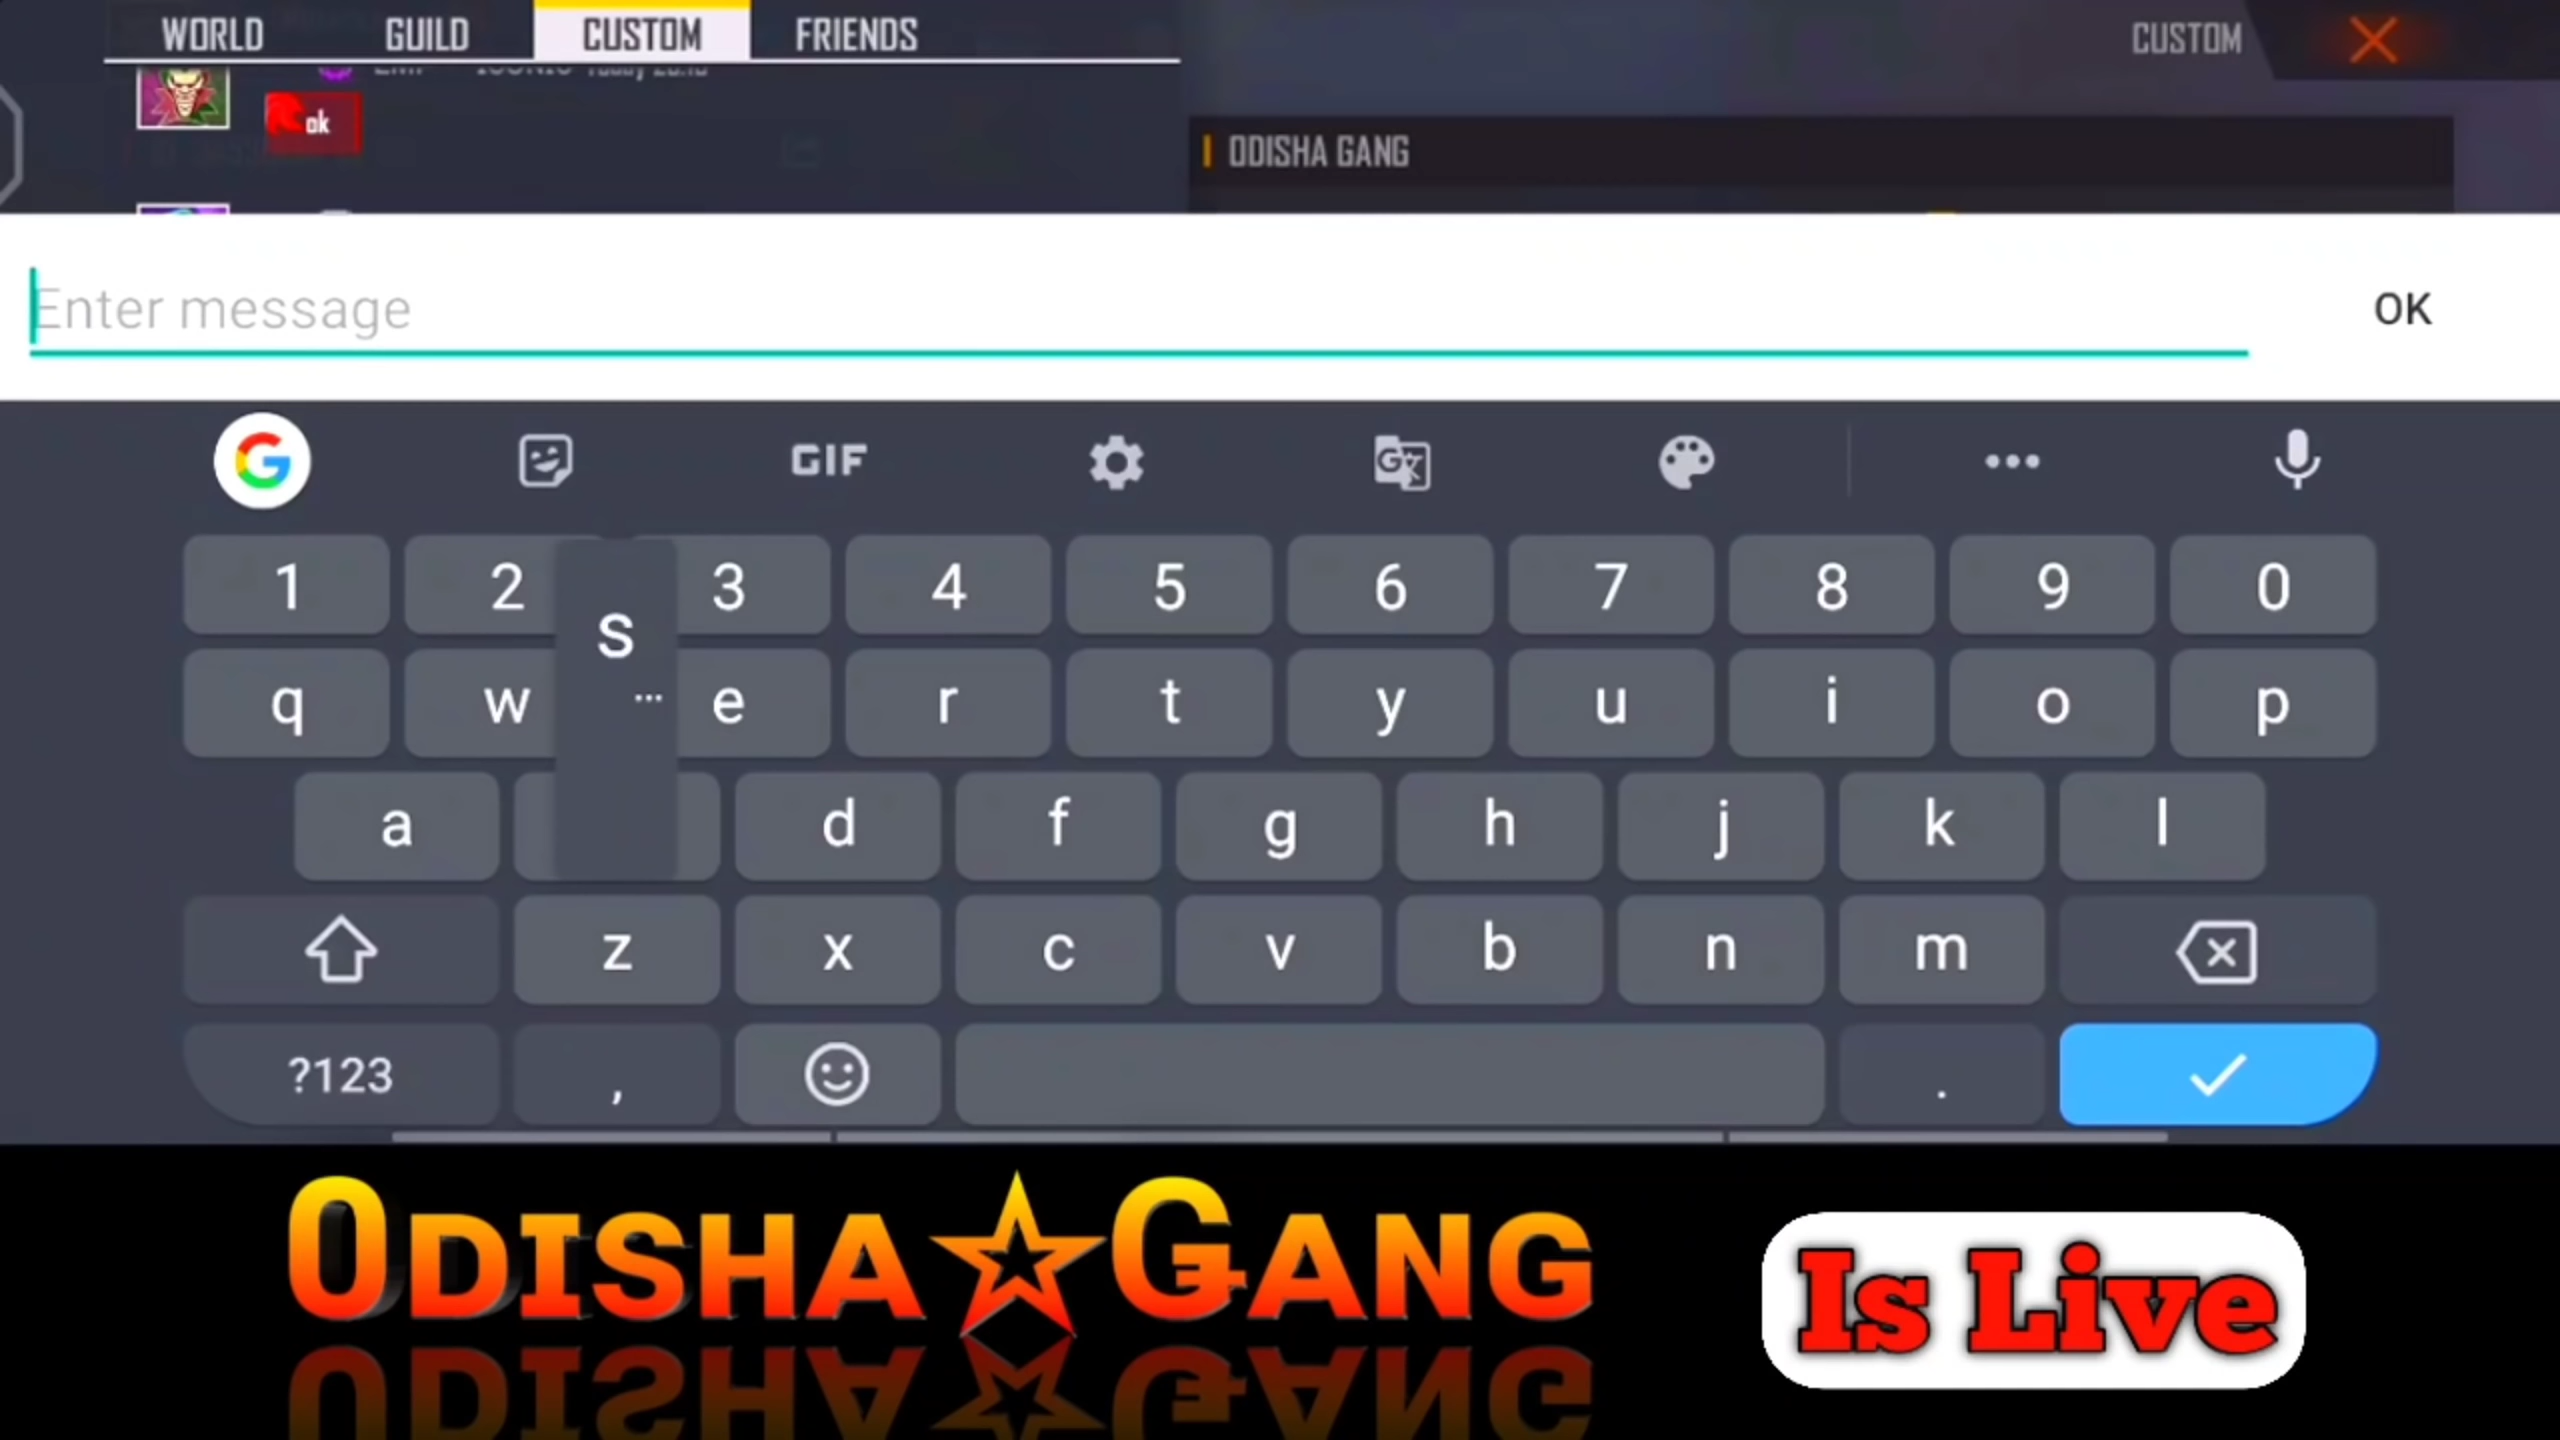 WORLD GUILD CUSTOM FRIENDS CUSTOM
ok
ODISHA GANG
Enter message OK
GIF
1 2 3 4 5 6 7 8 9 0
s
q w e r t y u i o p
a d f g h j k l
z x c v b n m
?123 , .
ODISHA☆GANG
Is Live